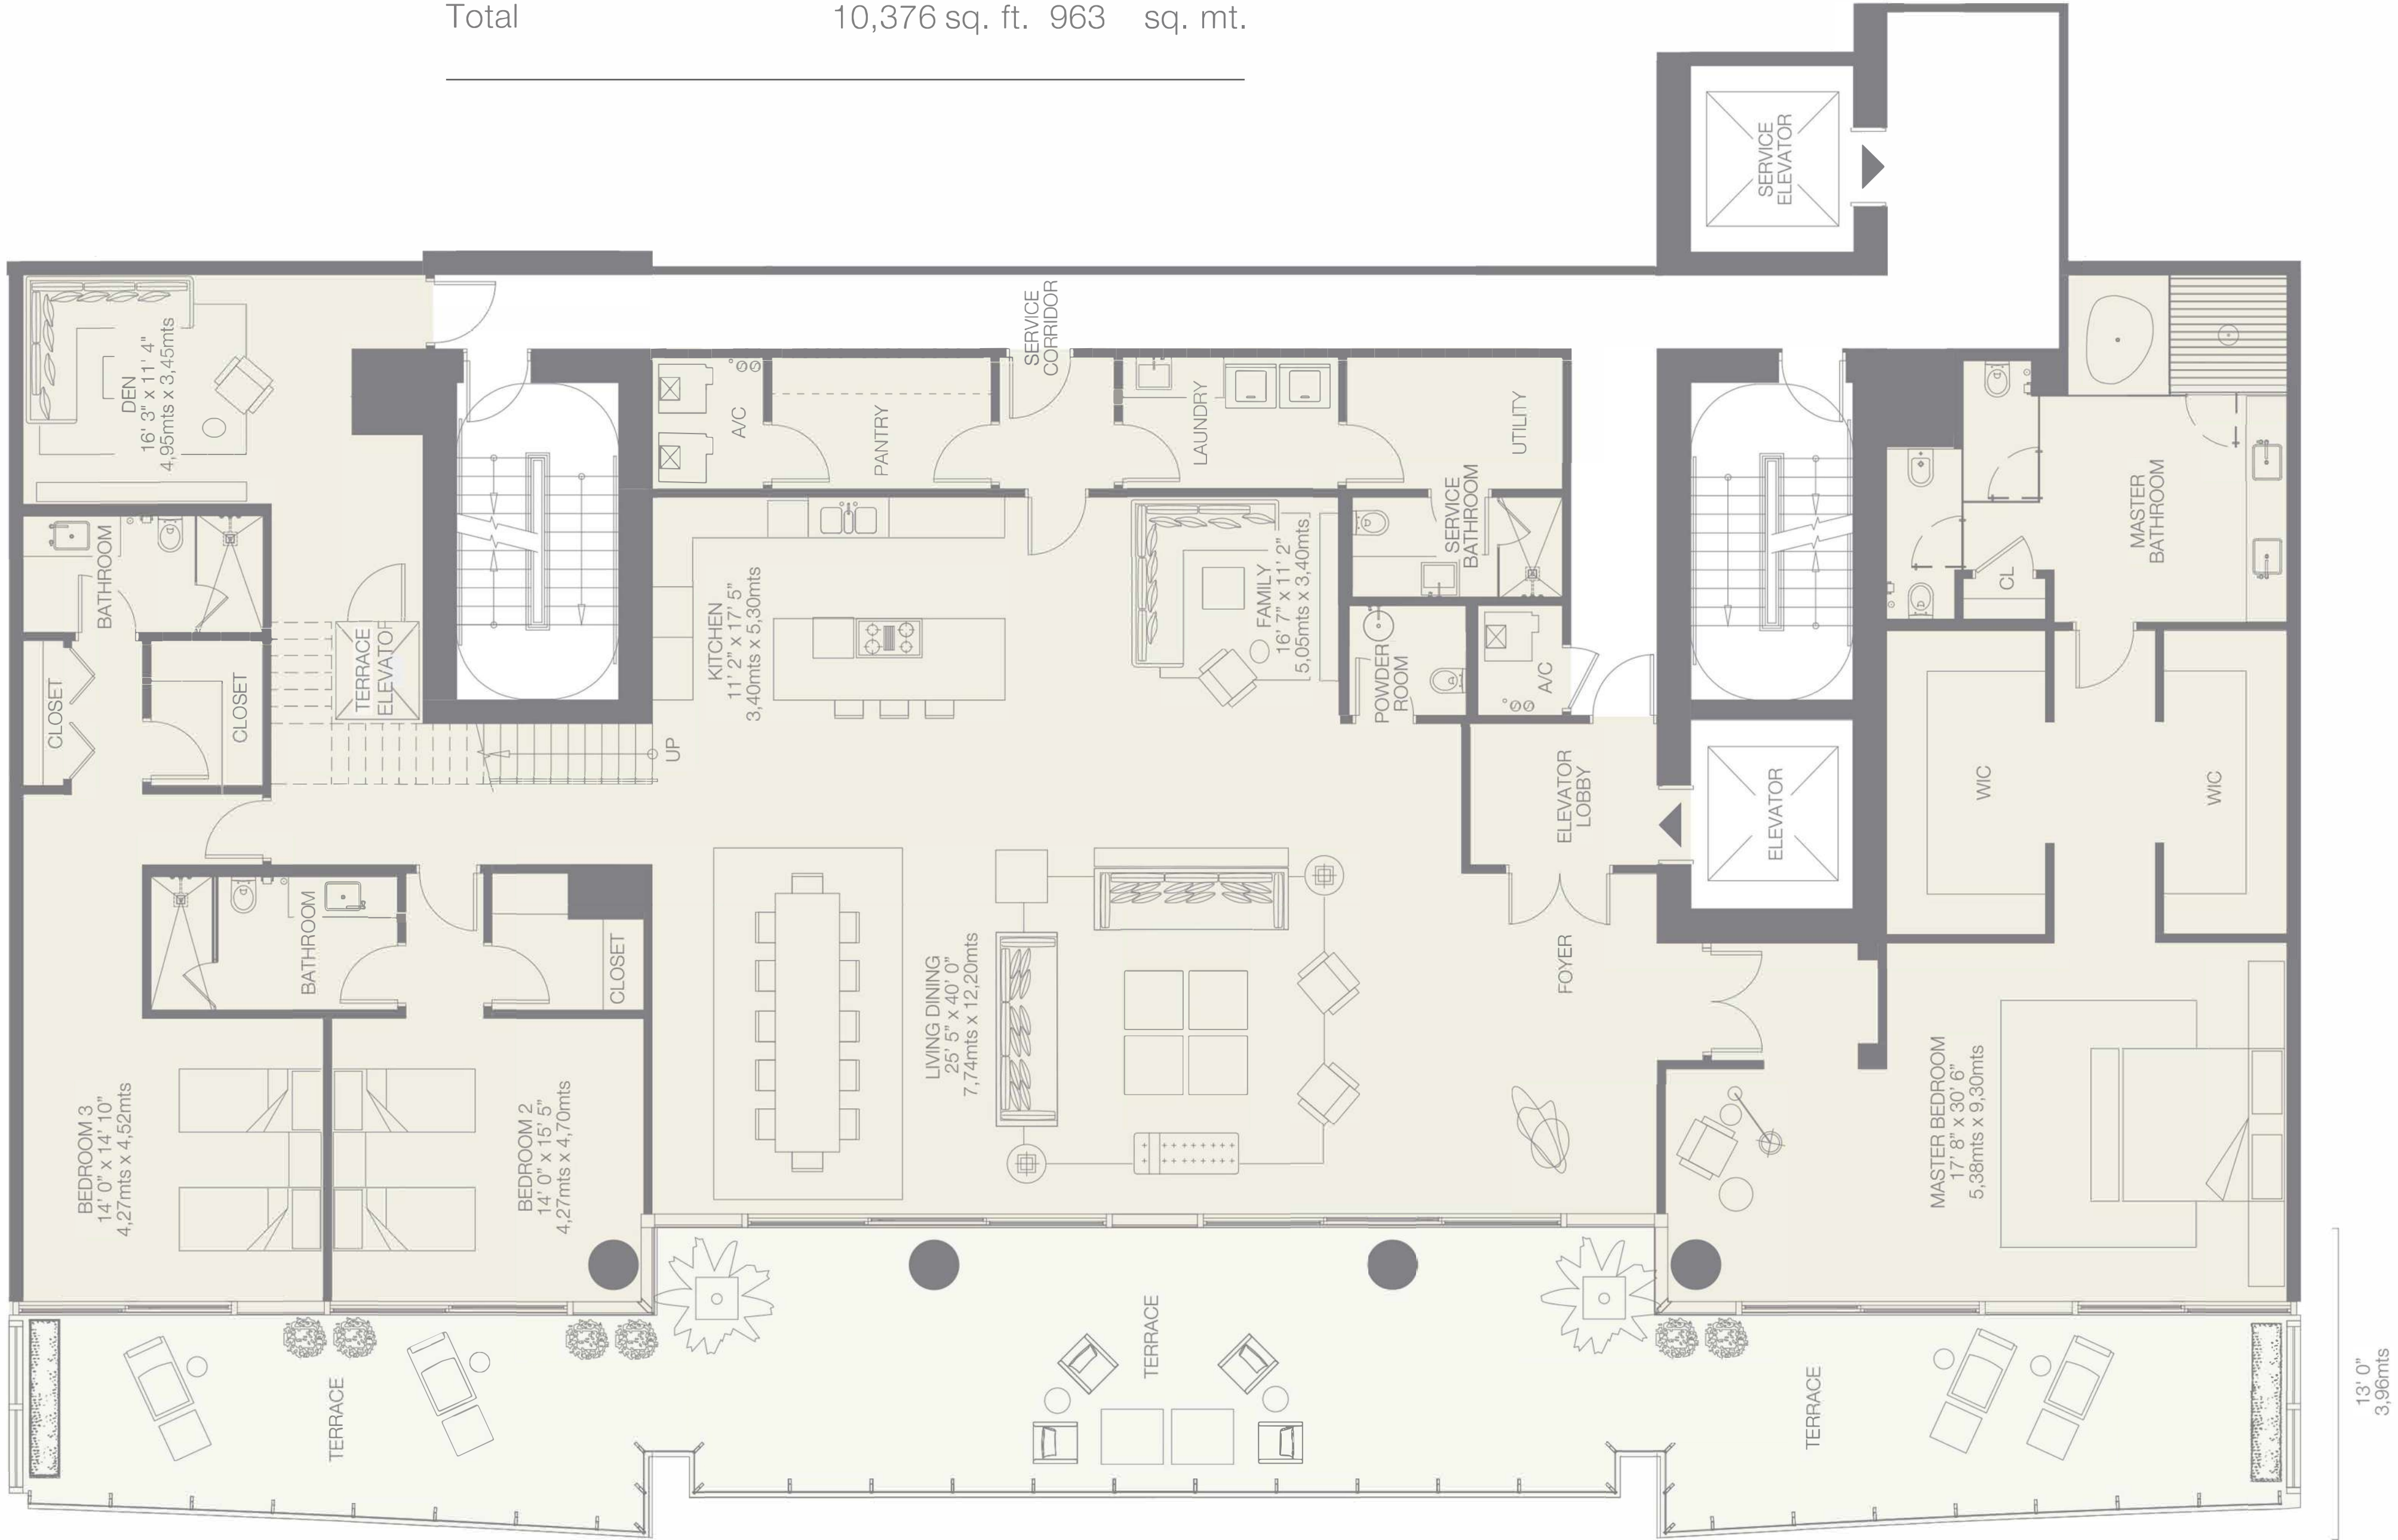 Total 10,376 sq. ft. 963 sq. mt.
SERVICE
ELEVATOR
SERVICE
CORRIDOR
DEN
16' 3" x 11' 4"
4,95mts x 3,45mts
A/C
PANTRY
LAUNDRY
UTILITY
BATHROOM
SERVICE
BATHROOM
MASTER
BATHROOM
CL
KITCHEN
11' 2" x 17' 5"
3,40mts x 5,30mts
FAMILY
16' 7" x 11' 2"
5,05mts x 3,40mts
TERRACE
ELEVATOR
CLOSET
CLOSET
UP
POWDER
ROOM
A/C
ELEVATOR
LOBBY
ELEVATOR
WIC
WIC
BATHROOM
CLOSET
LIVING DINING
25' 5" x 40' 0"
7,74mts x 12,20mts
FOYER
BEDROOM 3
14' 0" x 14' 10"
4,27mts x 4,52mts
BEDROOM 2
14' 0" x 15' 5"
4,27mts x 4,70mts
MASTER BEDROOM
17' 8" x 30' 6"
5,38mts x 9,30mts
TERRACE
TERRACE
TERRACE
13' 0"
3,96mts